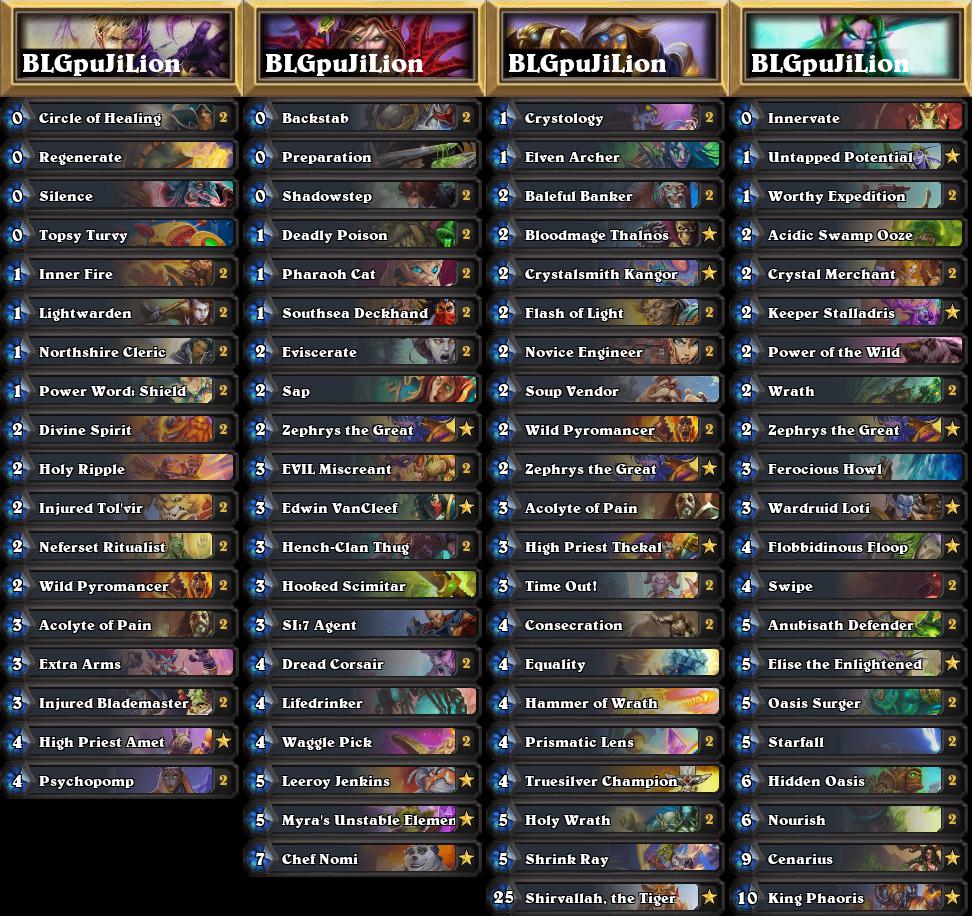 BLGpuJiLion
0 Circle of Healing 2
0 Regenerate
0 Silence
0 Topsy Turvy
1 Inner Fire 2
1 Lightwarden 2
1 Northshire Cleric 2
1 Power Word: Shield 2
2 Divine Spirit 2
2 Holy Ripple
2 Injured Tol'vir 2
2 Neferset Ritualist 2
2 Wild Pyromancer 2
3 Acolyte of Pain 2
3 Extra Arms
3 Injured Blademaster 2
4 High Priest Amet
4 Psychopomp 2
BLGpuJiLion
0 Backstab 2
0 Preparation
0 Shadowstep 2
1 Deadly Poison 2
1 Pharaoh Cat 2
1 Southsea Deckhand 2
2 Eviscerate 2
2 Sap
2 Zephrys the Great
3 EVIL Miscreant 2
3 Edwin VanCleef
3 Hench-Clan Thug 2
3 Hooked Scimitar
3 SI:7 Agent
4 Dread Corsair 2
4 Lifedrinker
4 Waggle Pick 2
5 Leeroy Jenkins
5 Myra's Unstable Elemen
7 Chef Nomi
BLGpuJiLion
1 Crystology 2
1 Elven Archer
2 Baleful Banker 2
2 Bloodmage Thalnos
2 Crystalsmith Kangor
2 Flash of Light 2
2 Novice Engineer 2
2 Soup Vendor
2 Wild Pyromancer 2
2 Zephrys the Great
3 Acolyte of Pain
3 High Priest Thekal
3 Time Out! 2
4 Consecration 2
4 Equality
4 Hammer of Wrath
4 Prismatic Lens 2
4 Truesilver Champion
5 Holy Wrath 2
5 Shrink Ray
25 Shirvallah, the Tiger
BLGpuJiLion
0 Innervate
1 Untapped Potential
1 Worthy Expedition 2
2 Acidic Swamp Ooze
2 Crystal Merchant 2
2 Keeper Stalladris
2 Power of the Wild
2 Wrath 2
2 Zephrys the Great
3 Ferocious Howl
3 Wardruid Loti
4 Flobbidinous Floop
4 Swipe 2
5 Anubisath Defender 2
5 Elise the Enlightened
5 Oasis Surger 2
5 Starfall 2
6 Hidden Oasis 2
6 Nourish 2
9 Cenarius
10 King Phaoris